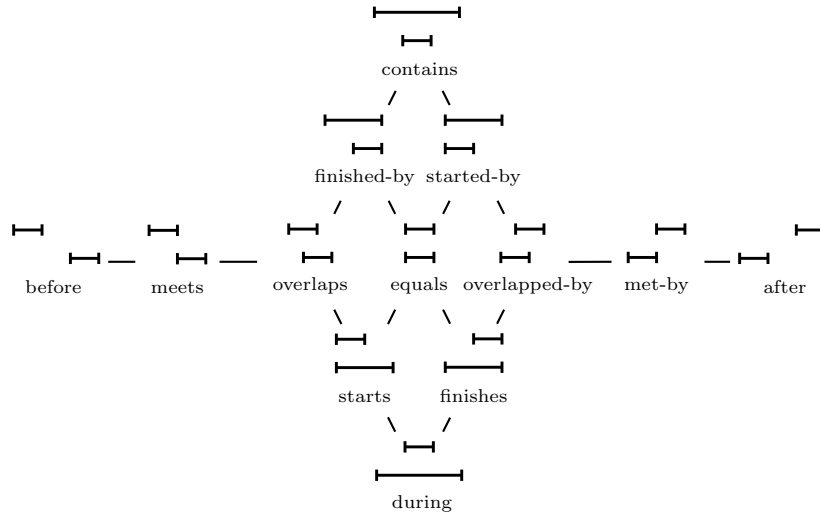 contains
finished-by started-by
before meets overlaps equals overlapped-by met-by after
starts finishes
during